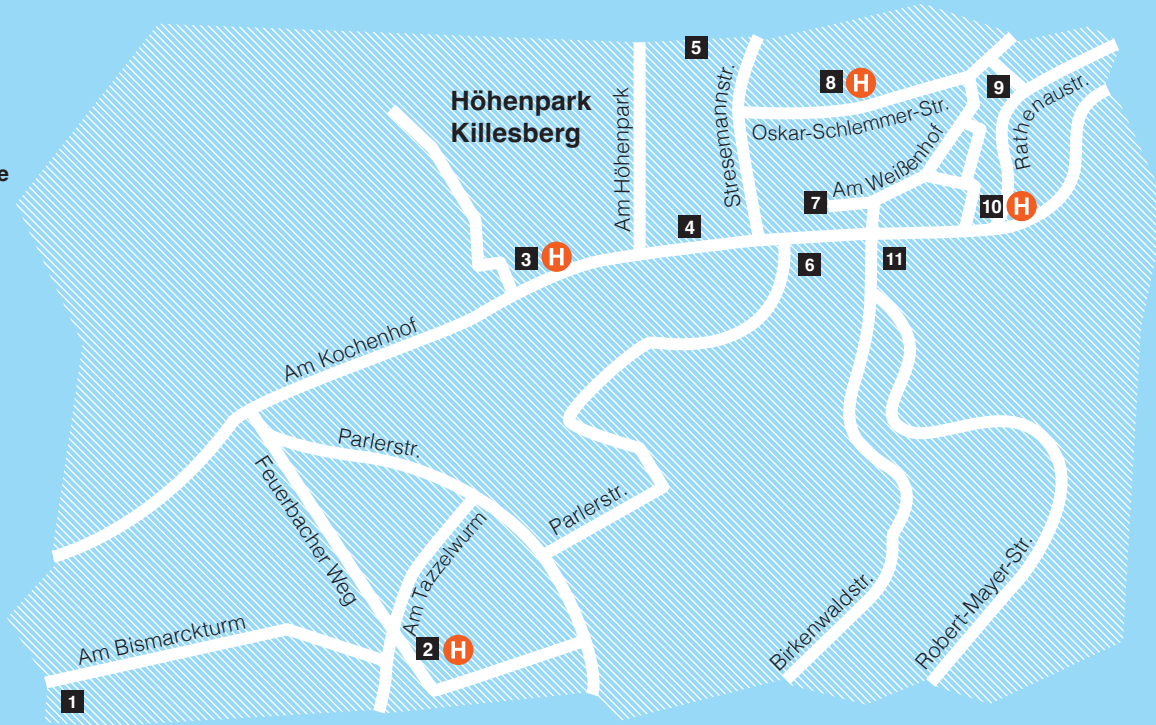 5
8 H
9
Höhenpark
Killesberg
Am Höhenpark
Stresemannstr.
Oskar-Schlemmer-Str.
Rathenaustr.
e
Am Weißenhof
7
10 H
4
3 H
6
11
Am Kochenhof
Parlerstr.
Feuerbacher Weg
Parlerstr.
Am Tazzelwurm
Am Bismarckturm
2 H
Birkenwaldstr.
Robert-Mayer-Str.
1